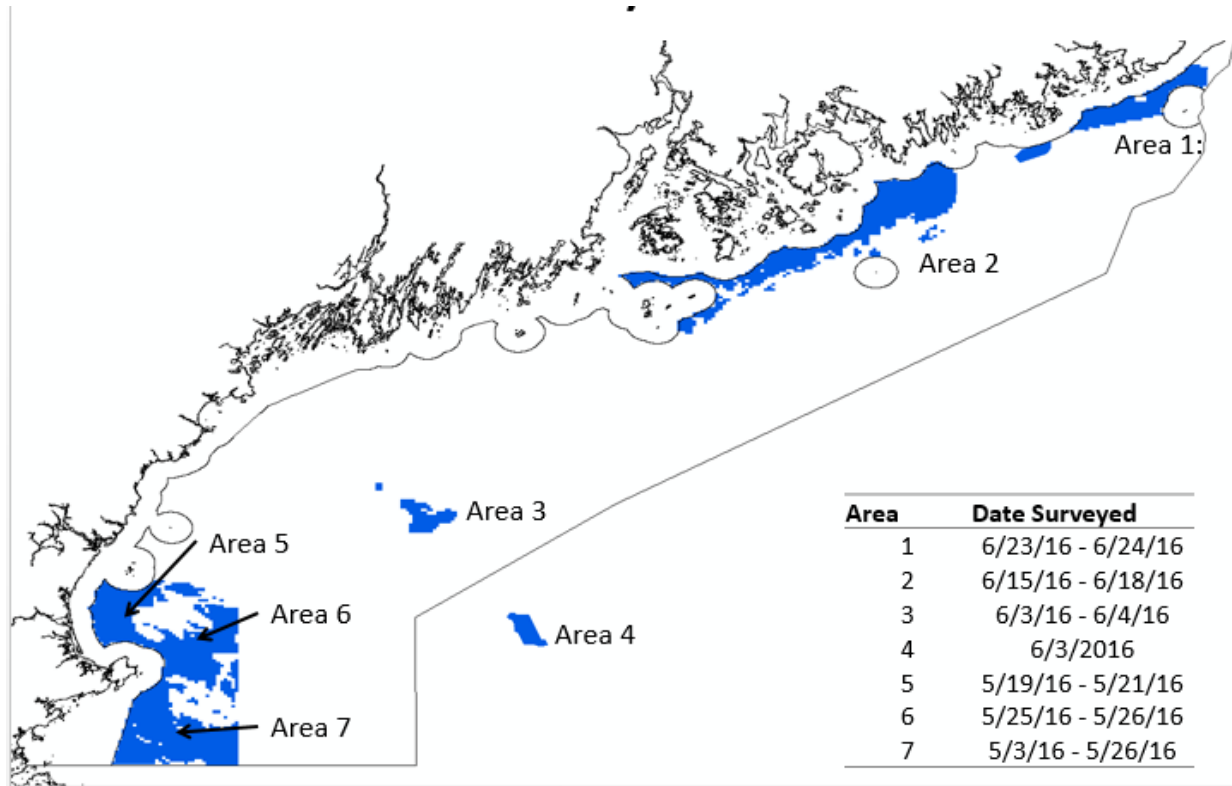 Area 1:
Area 2
Area 3
Area 5
Area 6
Area 4
Area 7
Area Date Surveyed
1 6/23/16 - 6/24/16
2 6/15/16 - 6/18/16
3 6/3/16 - 6/4/16
4 6/3/2016
5 5/19/16 - 5/21/16
6 5/25/16 - 5/26/16
7 5/3/16 - 5/26/16